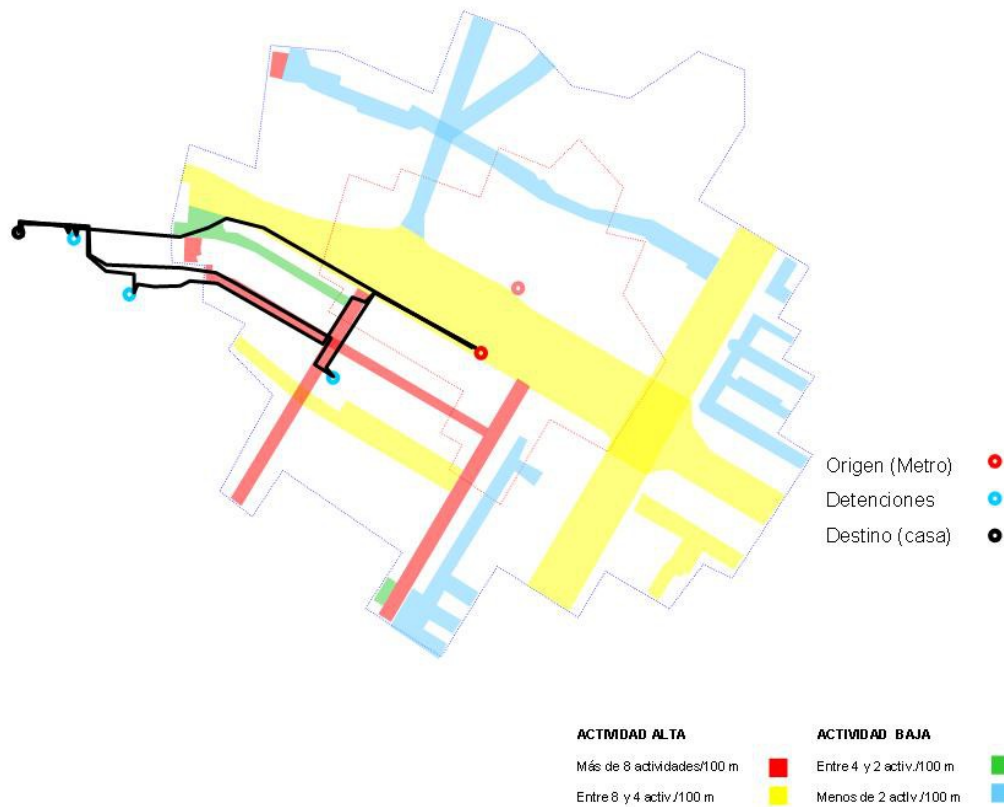 Origen (Metro)
Detenciones
Destino (casa)
ACTIVIDAD ALTA
Más de 8 actividades/100 m
Entre 8 y 4 activ./100 m
ACTIVIDAD BAJA
Entre 4 y 2 activ./100 m
Menos de 2 activ./100 m